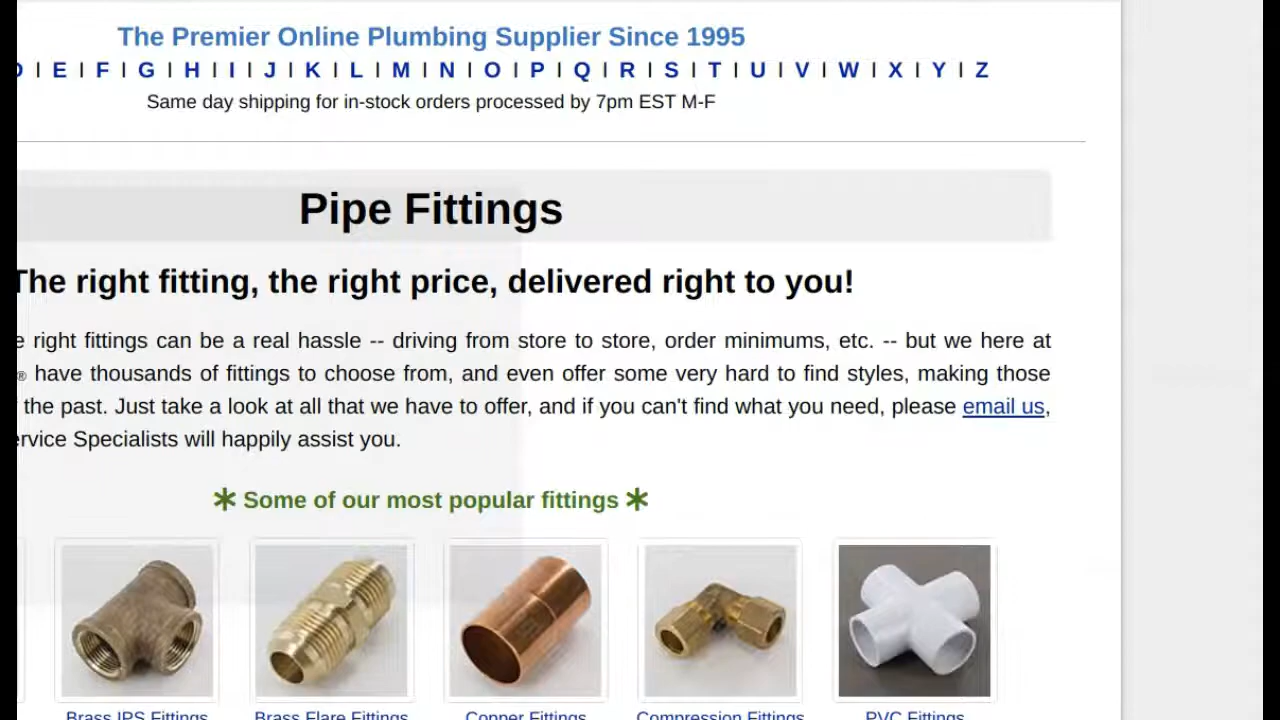 The Premier Online Plumbing Supplier Since 1995
I E I F I G I H I I I J I K I L I M I N I O I P I Q I R I S I T I U I V I W I X I Y I Z
Same day shipping for in-stock orders processed by 7pm EST M-F
Pipe Fittings
The right fitting, the right price, delivered right to you!
right fittings can be a real hassle -- driving from store to store, order minimums, etc. -- but we here at
® have thousands of fittings to choose from, and even offer some very hard to find styles, making those
the past. Just take a look at all that we have to offer, and if you can't find what you need, please email us,
ervice Specialists will happily assist you.
* Some of our most popular fittings *
Brass IPS Fittings Brass Flare Fittings Copper Fittings Compression Fittings PVC Fittings